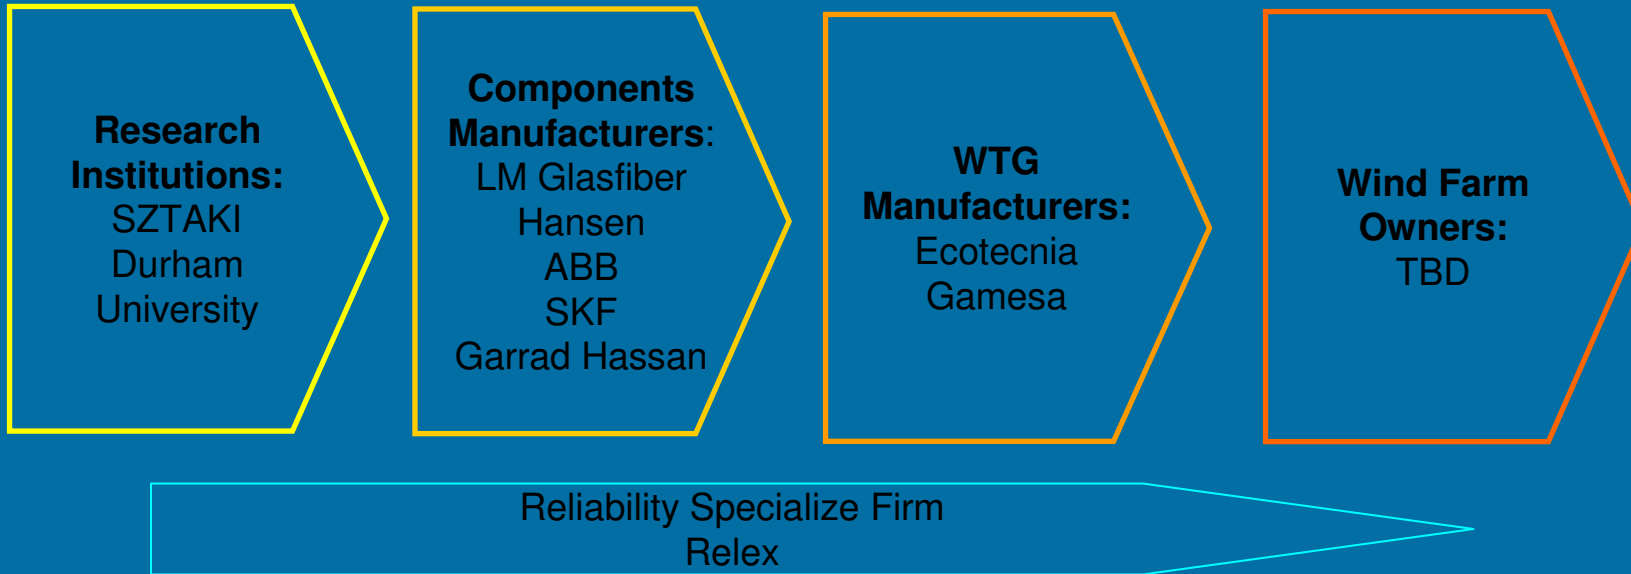 Research
Institutions:
SZTAKI
Durham
University
Components
Manufacturers:
LM Glasfiber
Hansen
ABB
SKF
Garrad Hassan
WTG
Manufacturers:
Ecotecnia
Gamesa
Wind Farm
Owners:
TBD
Reliability Specialize Firm
Relex